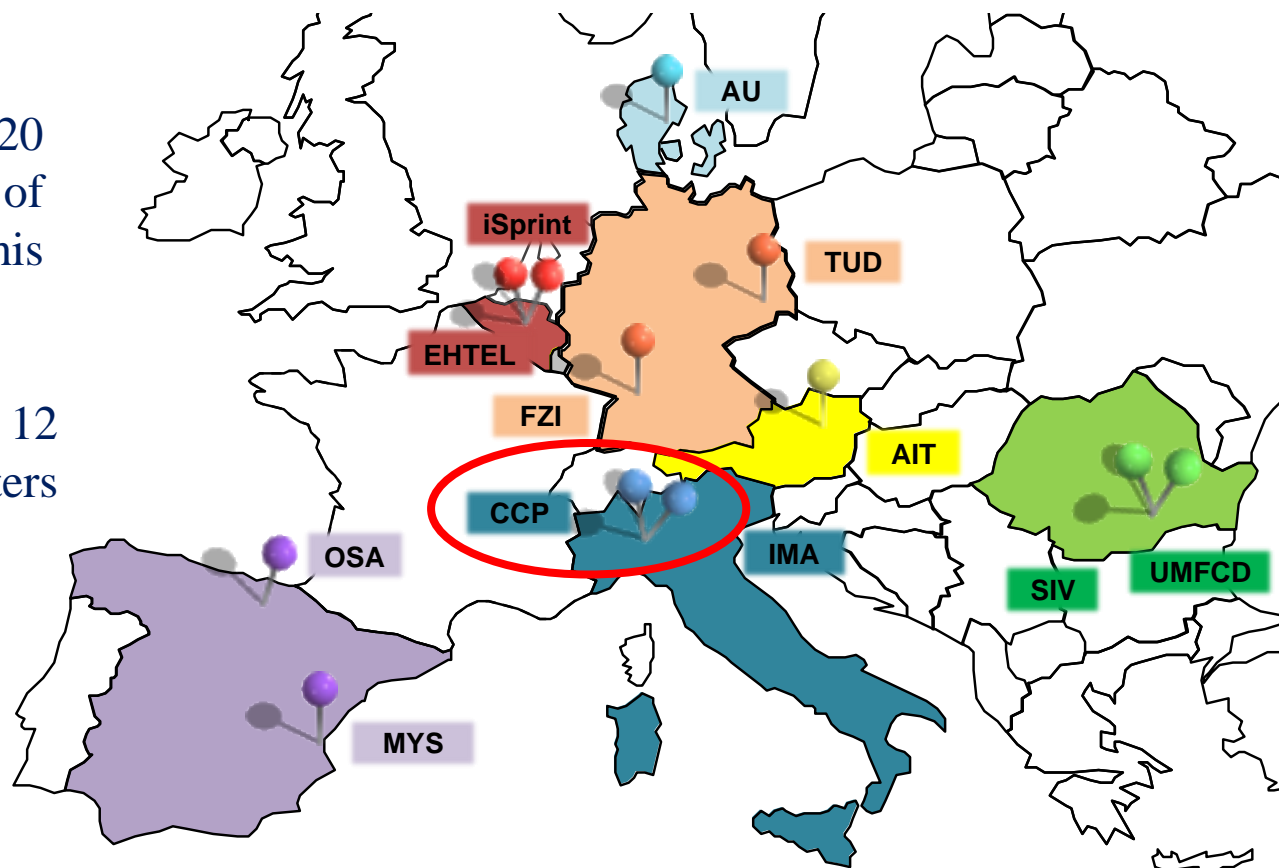 20
of
his
12
ters
AU
iSprint
TUD
EHTEL
FZI
AIT
CCP
OSA
IMA
SIV
UMFCD
MYS